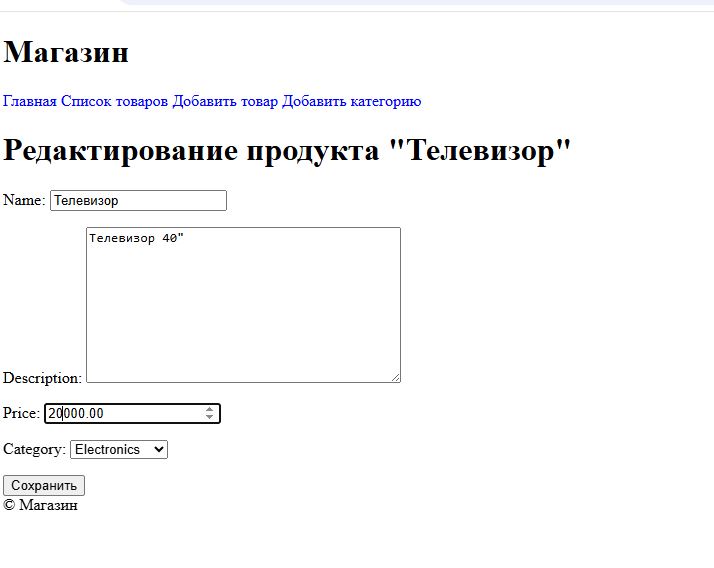 Магазин
Главная Список товаров Добавить товар Добавить категорию
Редактирование продукта "Телевизор"
Name: Телевизор
Телевизор 40"
Description:
Price: 20000.00
Category: Electronics
Сохранить
© Магазин